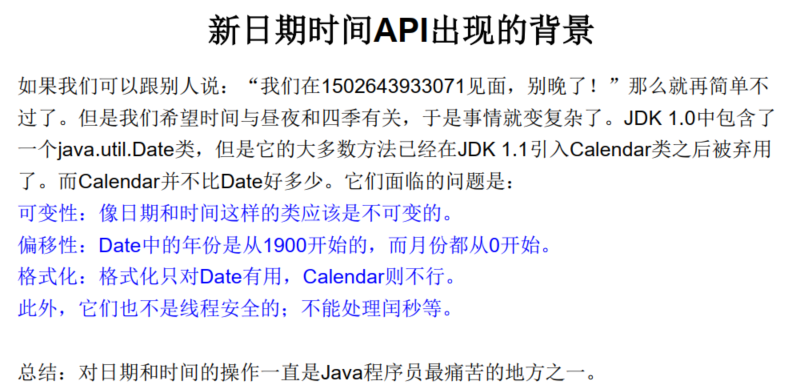 新日期时间API出现的背景
如果我们可以跟别人说：“我们在1502643933071见面，别晚了！”那么就再简单不
过了。但是我们希望时间与昼夜和四季有关，于是事情就变复杂了。JDK 1.0中包含了
一个java.util.Date类，但是它的大多数方法已经在JDK 1.1引入Calendar类之后被弃用
了。而Calendar并不比Date好多少。它们面临的问题是：
可变性：像日期和时间这样的类应该是不可变的。
偏移性：Date中的年份是从1900开始的，而月份都从0开始。
格式化：格式化只对Date有用，Calendar则不行。
此外，它们也不是线程安全的；不能处理闰秒等。
总结：对日期和时间的操作一直是Java程序员最痛苦的地方之一。